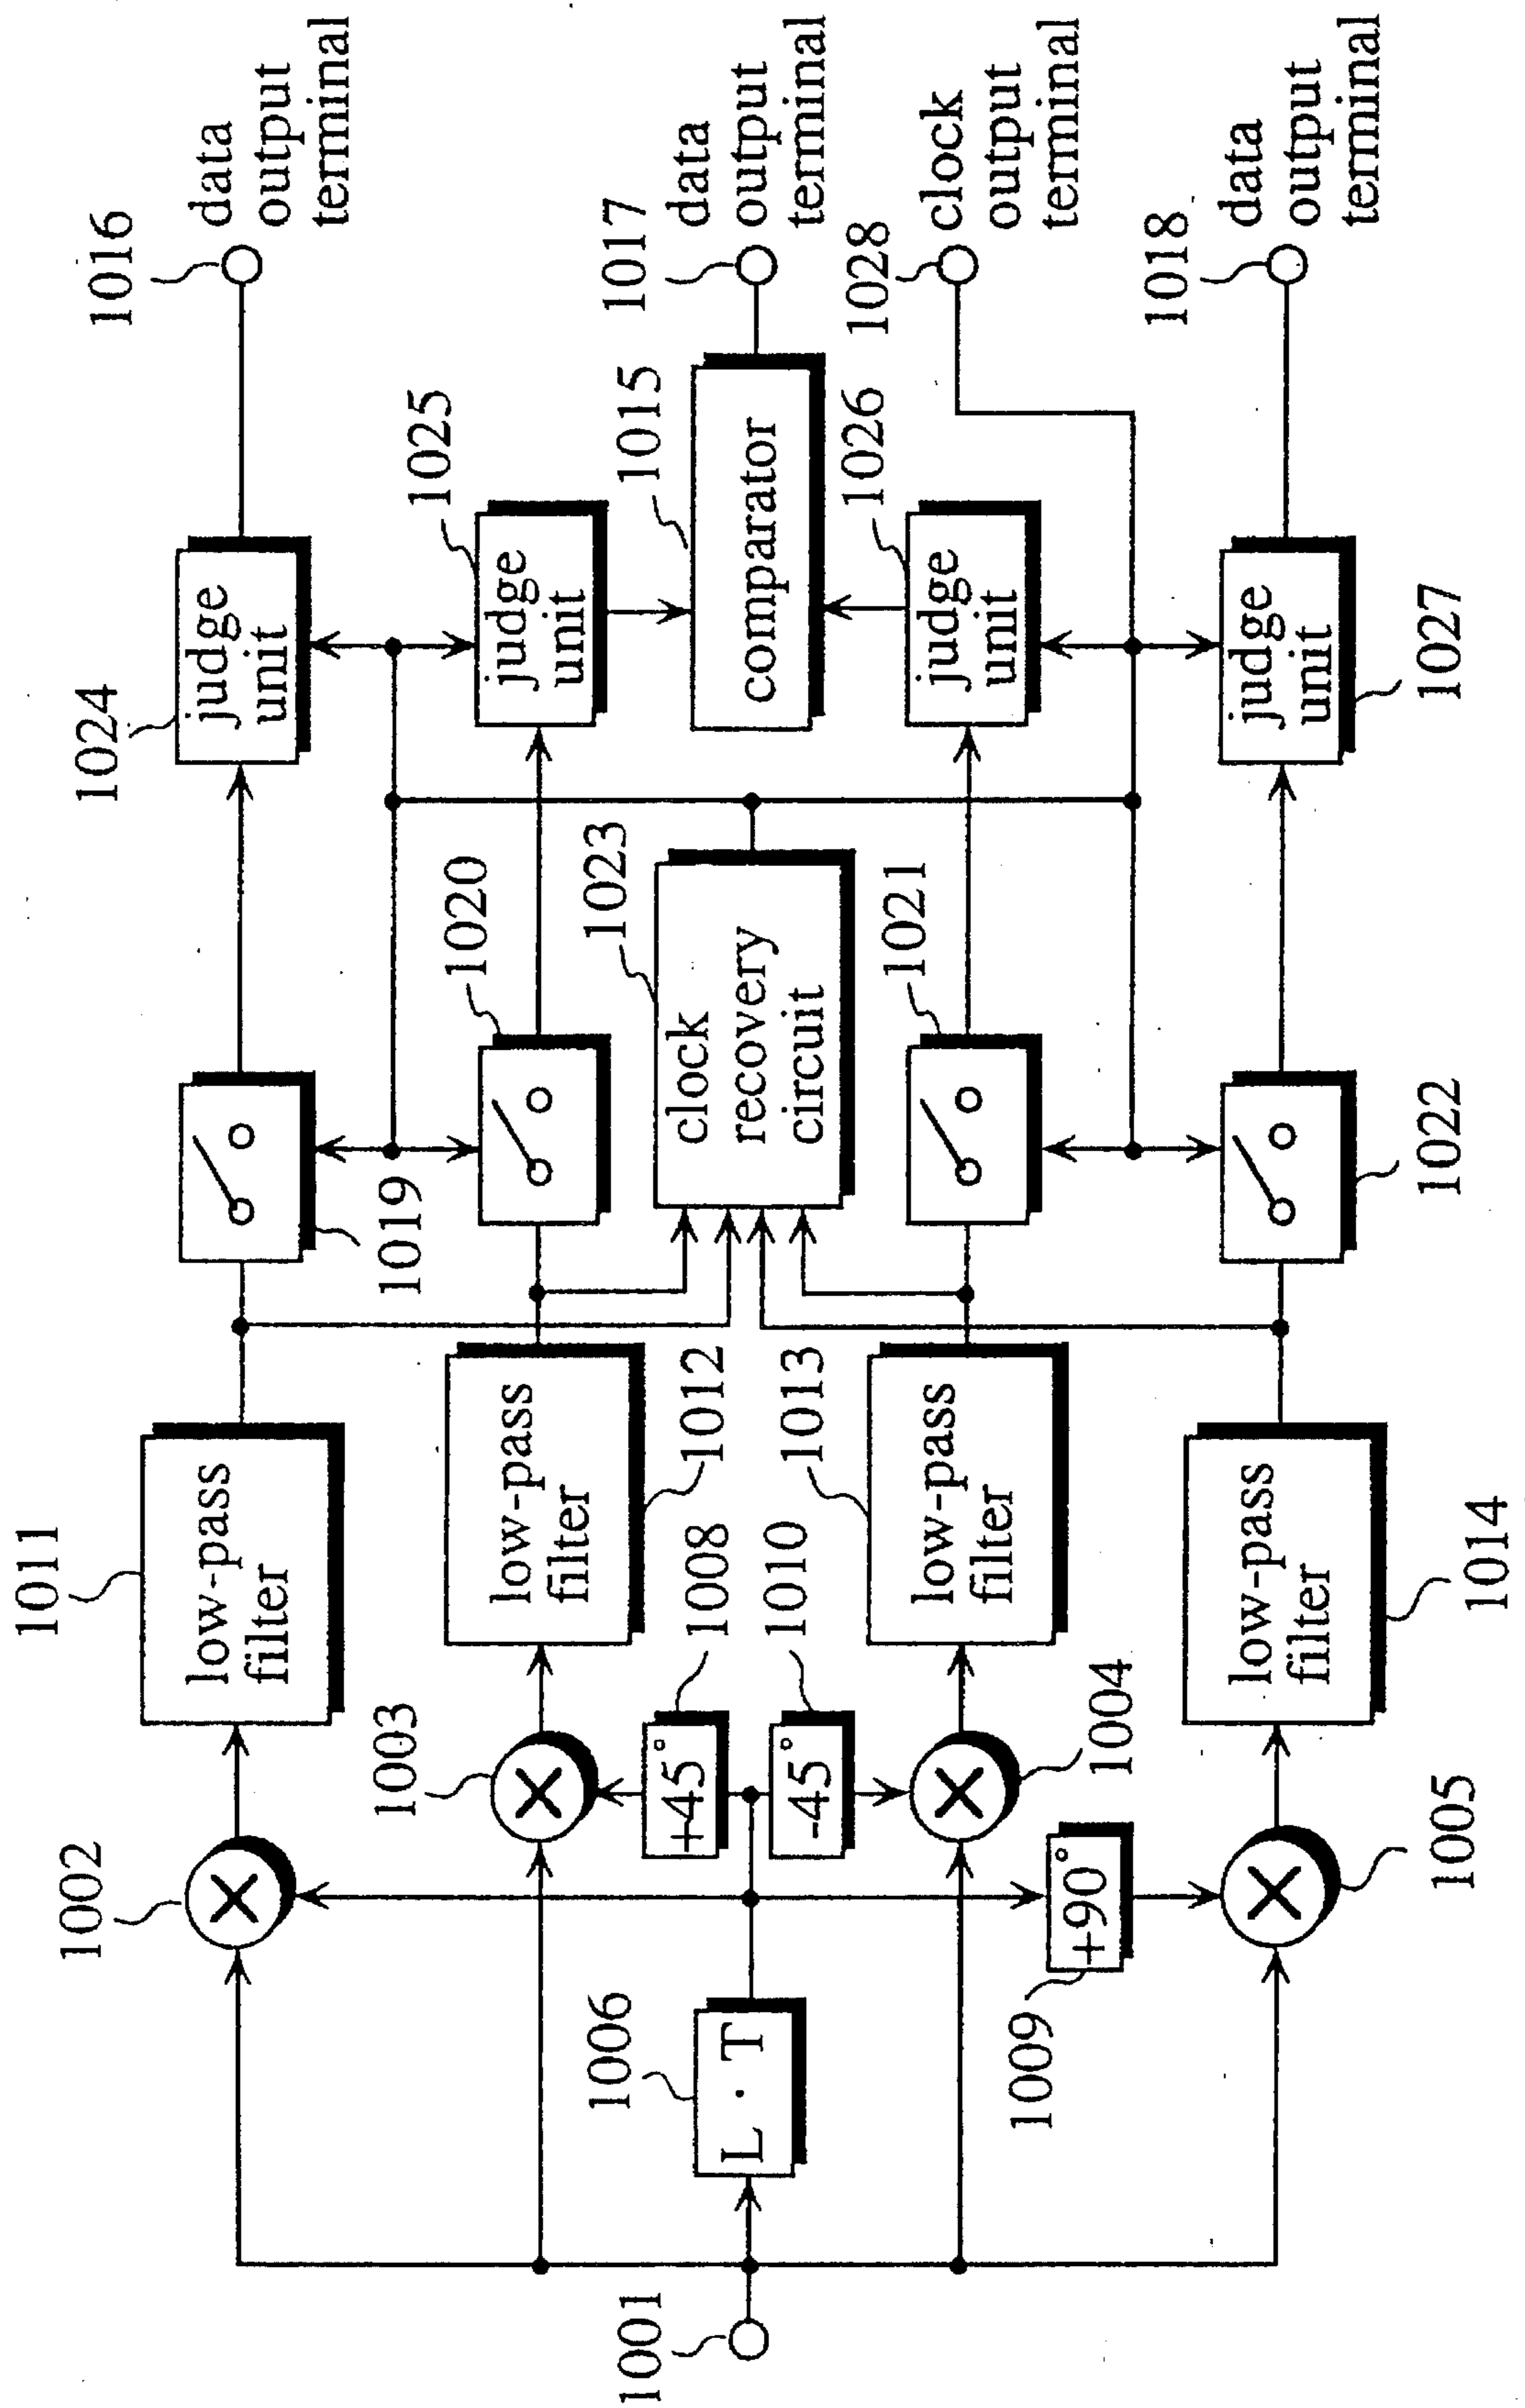 1001
1006
L · T
1002
1003
+45°
1008
-45°
1010
1004
+90°
1009
1005
1011
low-pass
filter
low-pass
filter
1012
low-pass
filter
1013
low-pass
filter
1014
1019
1020
1023
clock
recovery
circuit
1021
1022
1024
judge
unit
1025
judge
unit
1015
comparator
1026
judge
unit
judge
unit
1027
1016
data
output
terminal
1017
data
output
terminal
1028
clock
output
terminal
1018
data
output
terminal